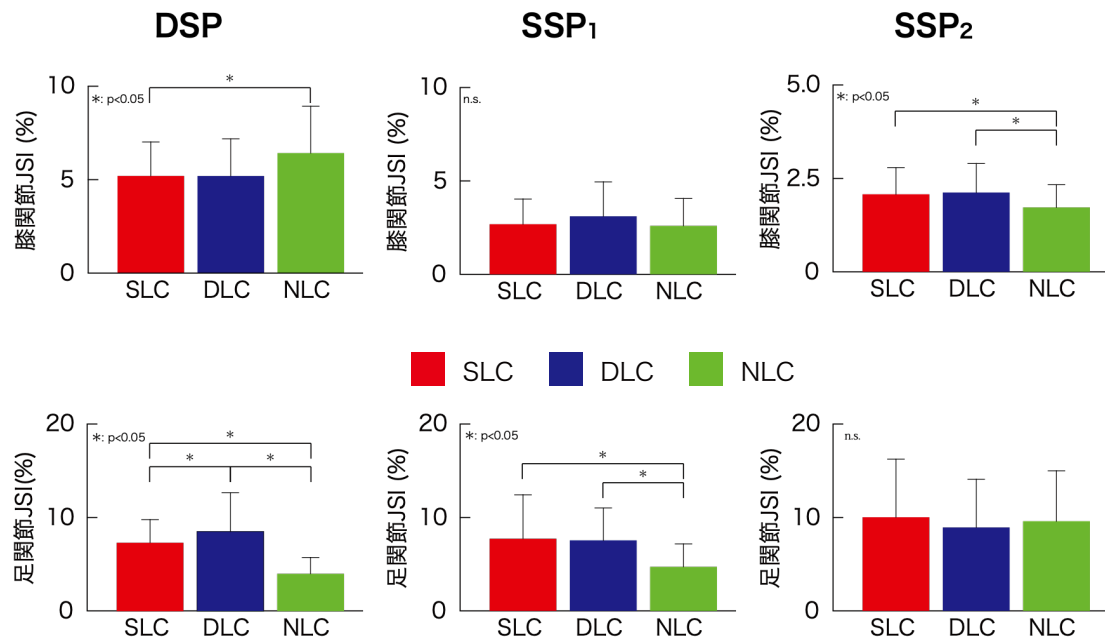 DSP
SSP₁
SSP₂
膝関節JSI (%)
10
5
0
*: p<0.05
*
SLC DLC NLC
膝関節JSI (%)
10
5
0
n.s.
SLC DLC NLC
膝関節JSI (%)
5.0
2.5
0
*: p<0.05
*
*
SLC DLC NLC
SLC DLC NLC
足関節JSI(%)
20
10
0
*: p<0.05
*
* *
SLC DLC NLC
足関節JSI (%)
20
10
0
*: p<0.05
*
*
SLC DLC NLC
足関節JSI (%)
20
10
0
n.s.
SLC DLC NLC